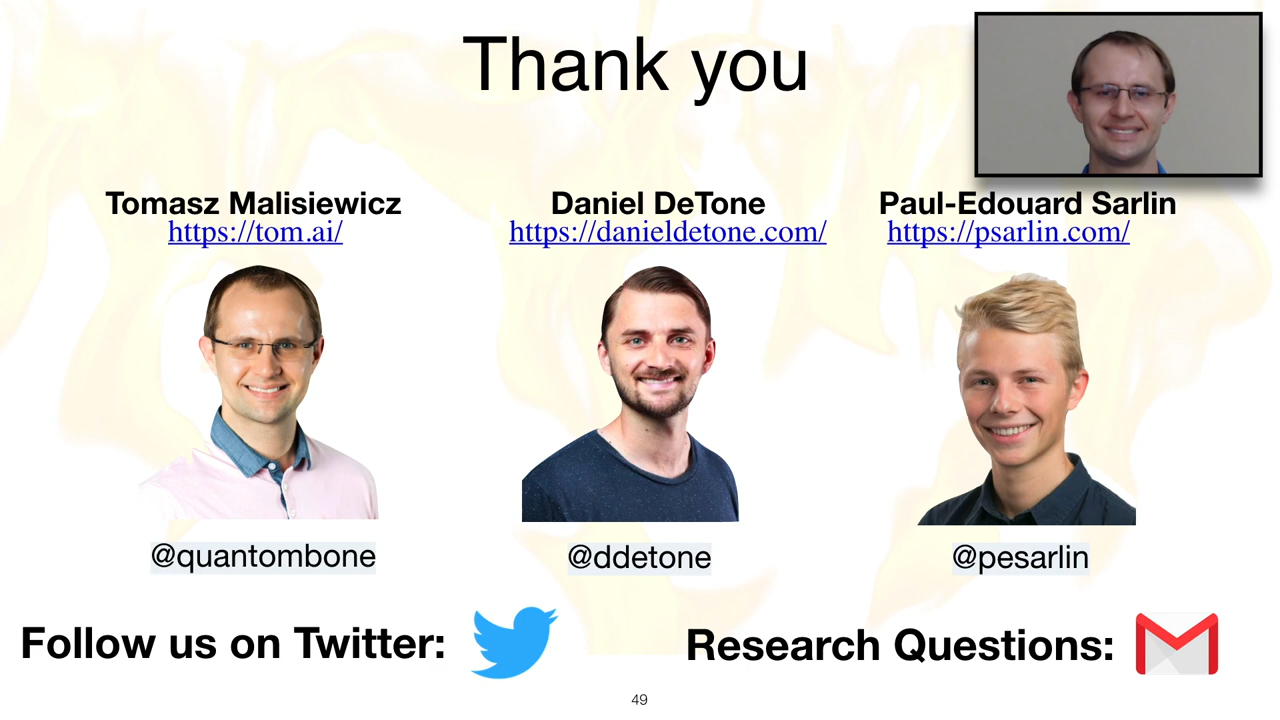 Thank you
Tomasz Malisiewicz
https://tom.ai/
Daniel DeTone
https://danieldetone.com/
Paul-Edouard Sarlin
https://psarlin.com/
@quantombone
@ddetone
@pesarlin
Follow us on Twitter:
Research Questions:
49